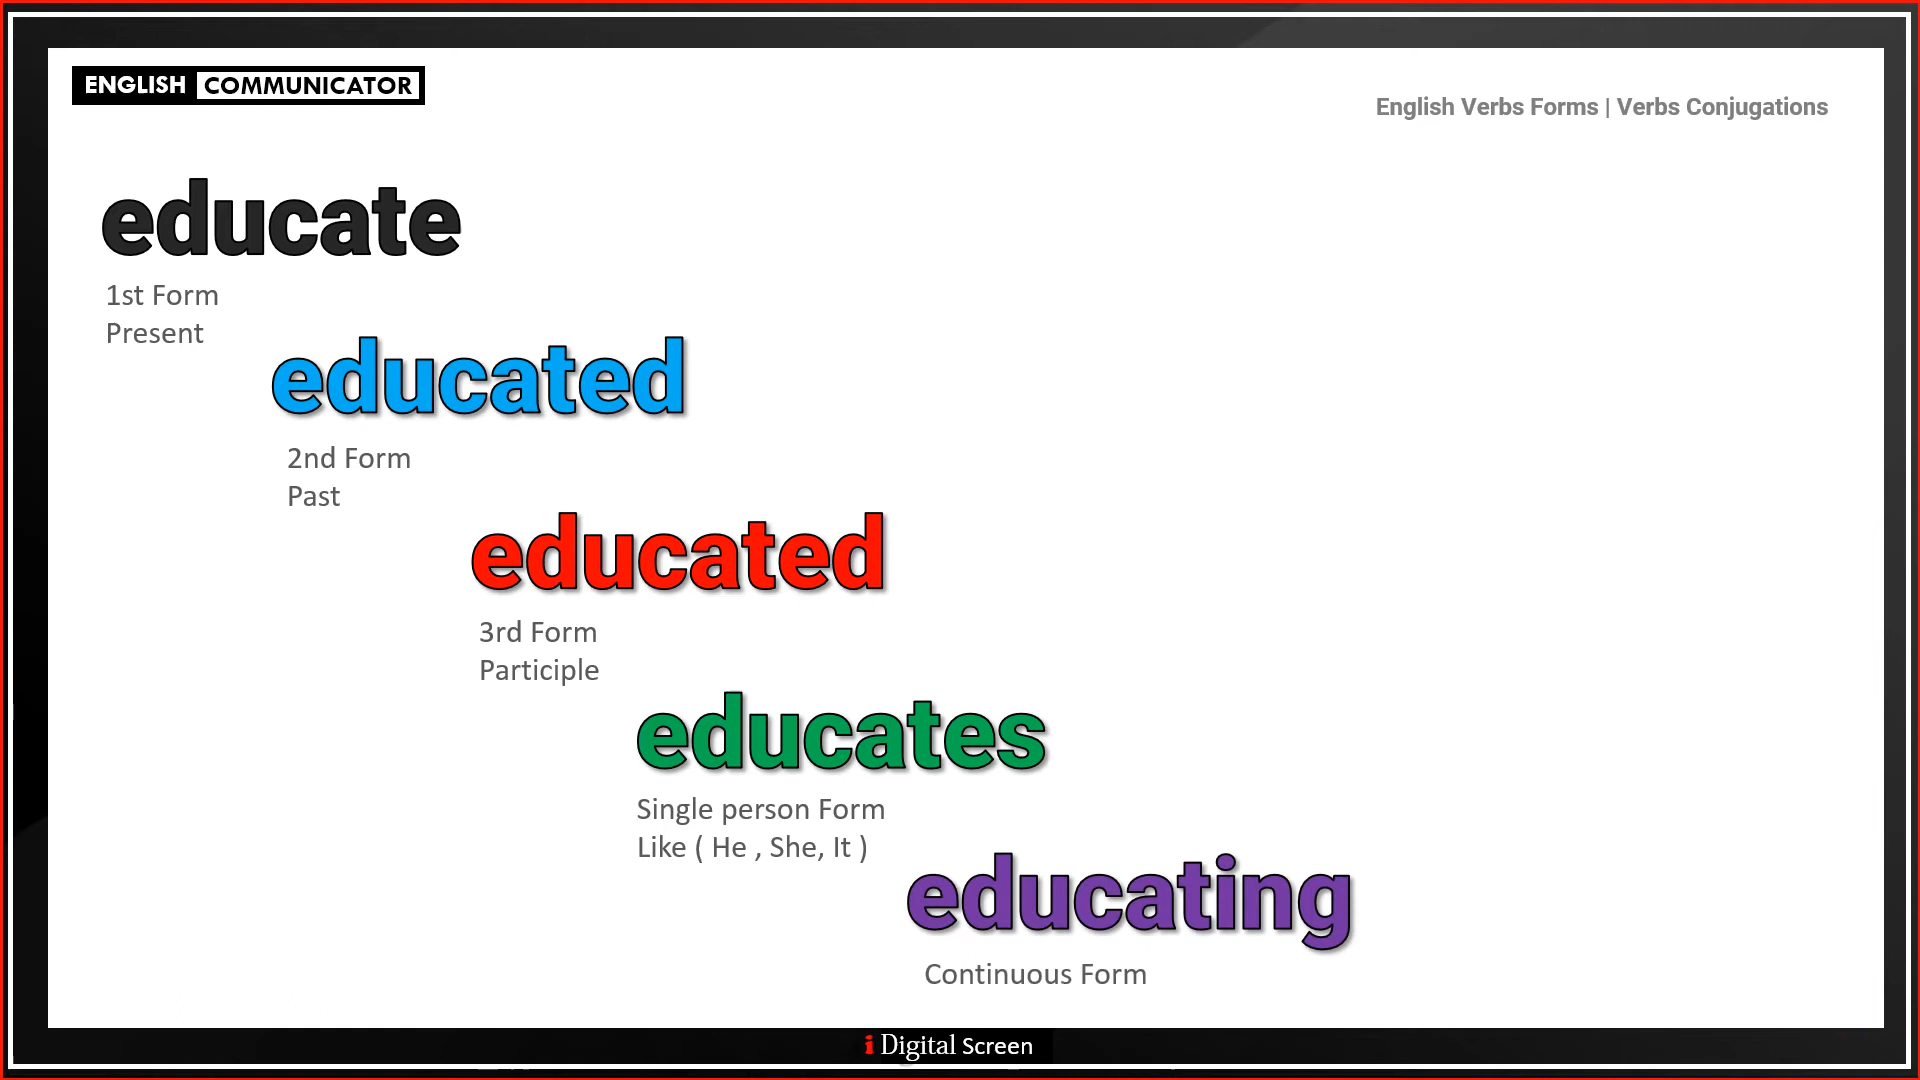 ENGLISH COMMUNICATOR
English Verbs Forms | Verbs Conjugations
educate
1st Form
Present
educated
2nd Form
Past
educated
3rd Form
Participle
educates
Single person Form
Like ( He , She, It )
educating
Continuous Form
i Digital Screen